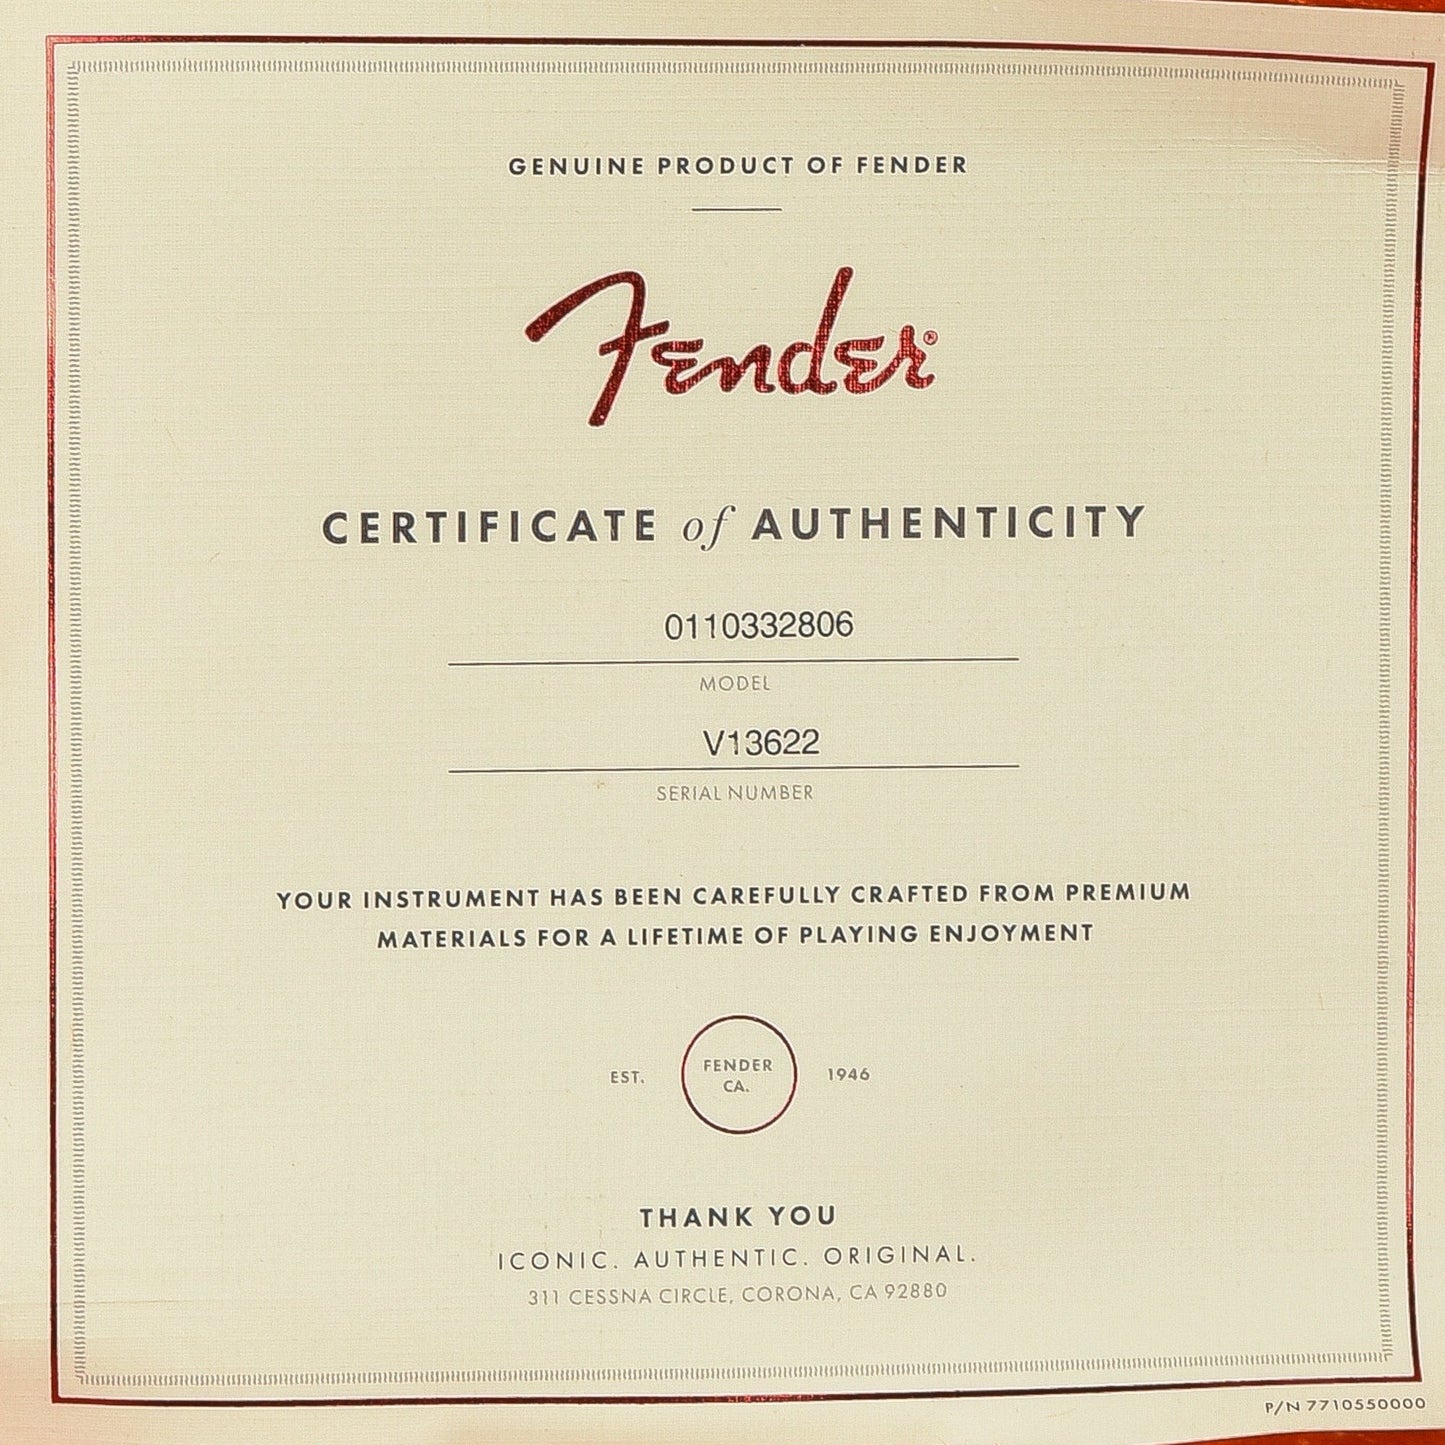 GENUINE PRODUCT OF FENDER
Fender®
CERTIFICATE of AUTHENTICITY
0110332806
MODEL
V13622
SERIAL NUMBER
YOUR INSTRUMENT HAS BEEN CAREFULLY CRAFTED FROM PREMIUM
MATERIALS FOR A LIFETIME OF PLAYING ENJOYMENT
EST. FENDER CA. 1946
THANK YOU
ICONIC. AUTHENTIC. ORIGINAL.
311 CESSNA CIRCLE, CORONA, CA 92880
P/N 7710550000